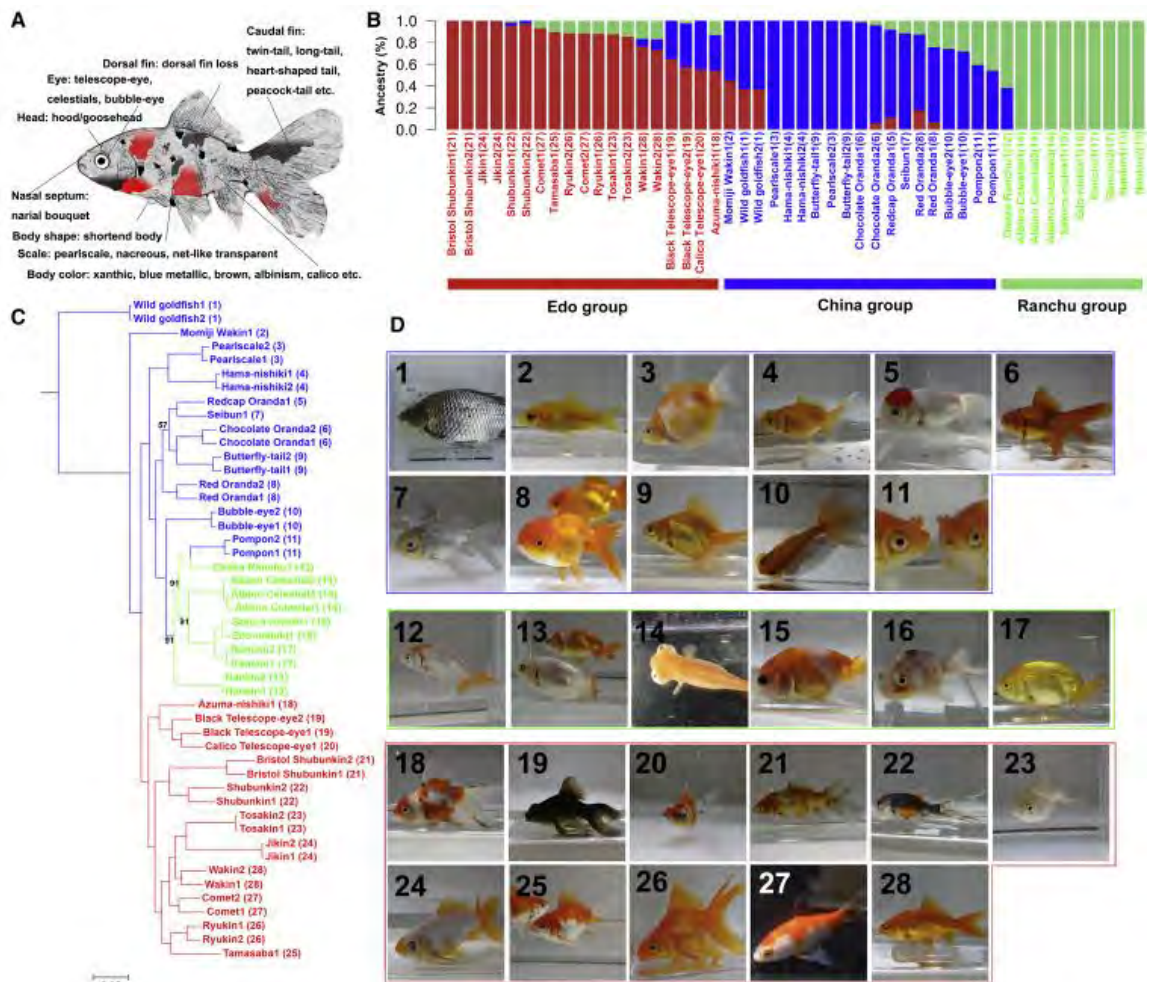 A
Caudal fin:
twin-tail, long-tail,
heart-shaped tail,
peacock-tail etc.
Dorsal fin: dorsal fin loss
Eye: telescope-eye,
celestials, bubble-eye
Head: hood/goosehead
Nasal septum:
narial bouquet
Body shape: shortend body
Scale: pearlscale, nacreous, net-like transparent
Body color: xanthic, blue metallic, brown, albinism, calico etc.
B
Ancestry (%)
1.0
0.8
0.6
0.4
0.2
0.0
Bristol Shubunkin1(21)
Bristol Shubunkin2(21)
Jikin1(24)
Jikin2(24)
Shubunkin1(22)
Shubunkin2(22)
Comet1(27)
Tamasaba1(25)
Ryukin2(26)
Comet2(27)
Ryukin1(26)
Tosakin1(23)
Tosakin2(23)
Wakin1(28)
Wakin2(28)
Black Telescope-eye1(19)
Black Telescope-eye2(19)
Calico Telescope-eye1(20)
Azuma-nishiki1(18)
Momiji Wakin1(2)
Wild goldfish1(1)
Wild goldfish2(1)
Pearlscale1(3)
Hama-nishiki1(4)
Hama-nishiki2(4)
Butterfly-tail1(9)
Pearlscale2(3)
Butterfly-tail2(9)
Chocolate Oranda1(6)
Chocolate Oranda2(6)
Redcap Oranda1(5)
Seibun1(7)
Red Oranda2(8)
Red Oranda1(8)
Bubble-eye2(10)
Bubble-eye1(10)
Pompon2(11)
Pompon1(11)
Edo group
China group
Ranchu group
C
Wild goldfish1 (1)
Wild goldfish2 (1)
Momiji Wakin1 (2)
Pearlscale2 (3)
Pearlscale1 (3)
Hama-nishiki1 (4)
Hama-nishiki2 (4)
Redcap Oranda1 (5)
Seibun1 (7)
57
Chocolate Oranda2 (6)
Chocolate Oranda1 (6)
Butterfly-tail2 (9)
Butterfly-tail1 (9)
Red Oranda2 (8)
Red Oranda1 (8)
Bubble-eye2 (10)
Bubble-eye1 (10)
Pompon2 (11)
Pompon1 (11)
91
91
91
Azuma-nishiki1 (18)
Black Telescope-eye2 (19)
Black Telescope-eye1 (19)
Calico Telescope-eye1 (20)
Bristol Shubunkin2 (21)
Bristol Shubunkin1 (21)
Shubunkin2 (22)
Shubunkin1 (22)
Tosakin2 (23)
Tosakin1 (23)
Jikin2 (24)
Jikin1 (24)
Wakin2 (28)
Wakin1 (28)
Comet2 (27)
Comet1 (27)
Ryukin1 (26)
Ryukin2 (26)
Tamasaba1 (25)
D
1 2 3 4 5 6
7 8 9 10 11
12 13 14 15 16 17
18 19 20 21 22 23
24 25 26 27 28